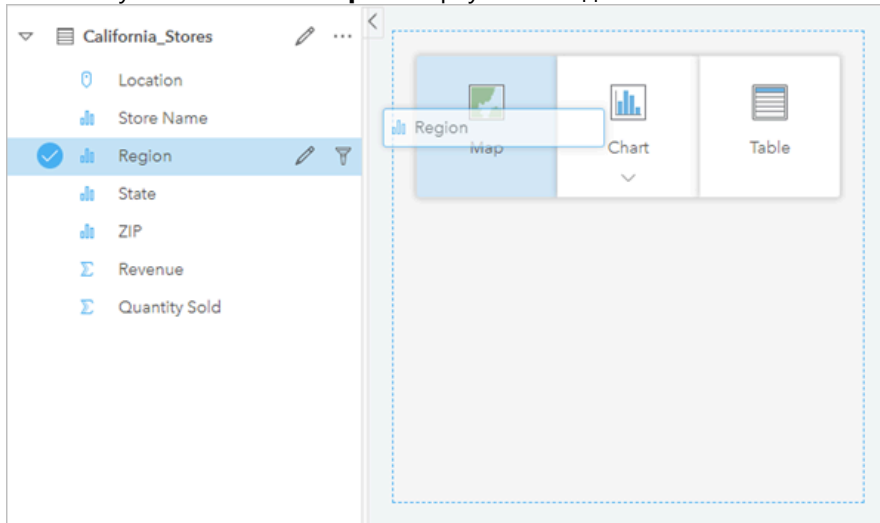 California_Stores
Location
Store Name
Region
State
ZIP
Revenue
Quantity Sold
Region
Map
Chart
Table